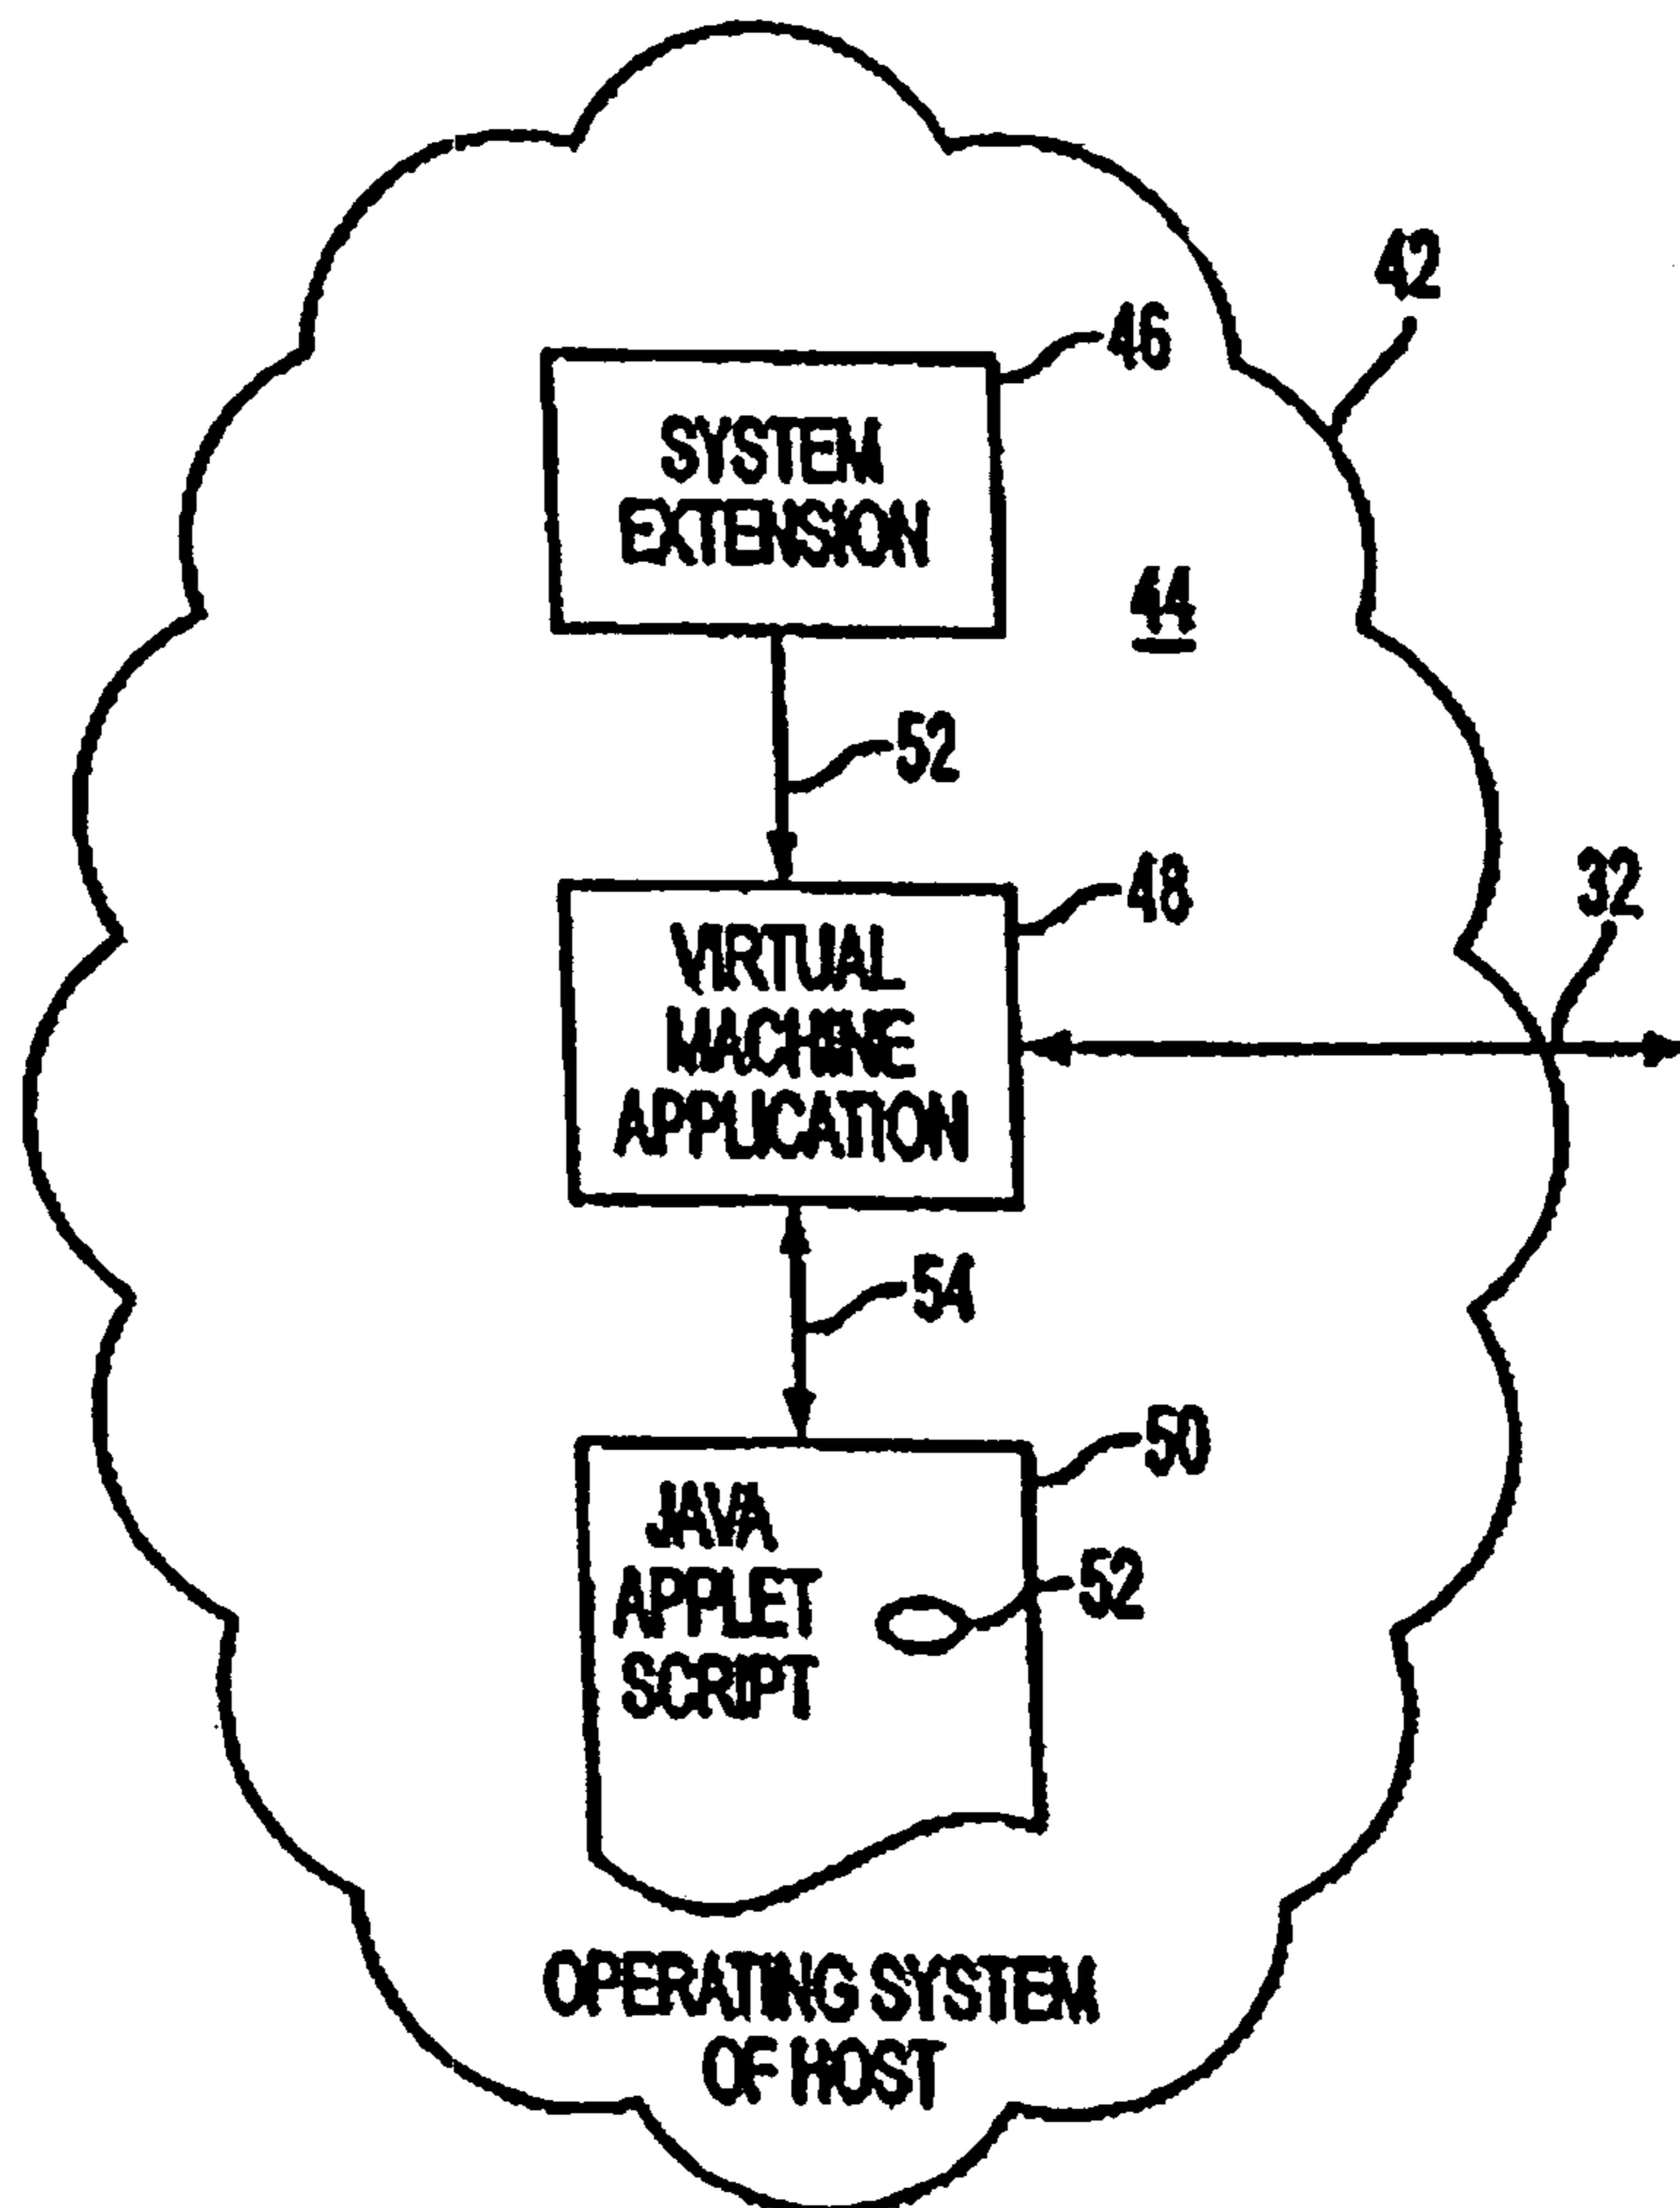 42
46
SYSTEM
EXTENSION
44
52
48
32
VIRTUAL
MACHINE
APPLICATION
54
50
JAVA
APPLET
SCRIPT
52
OPERATING SYSTEM
OF HOST